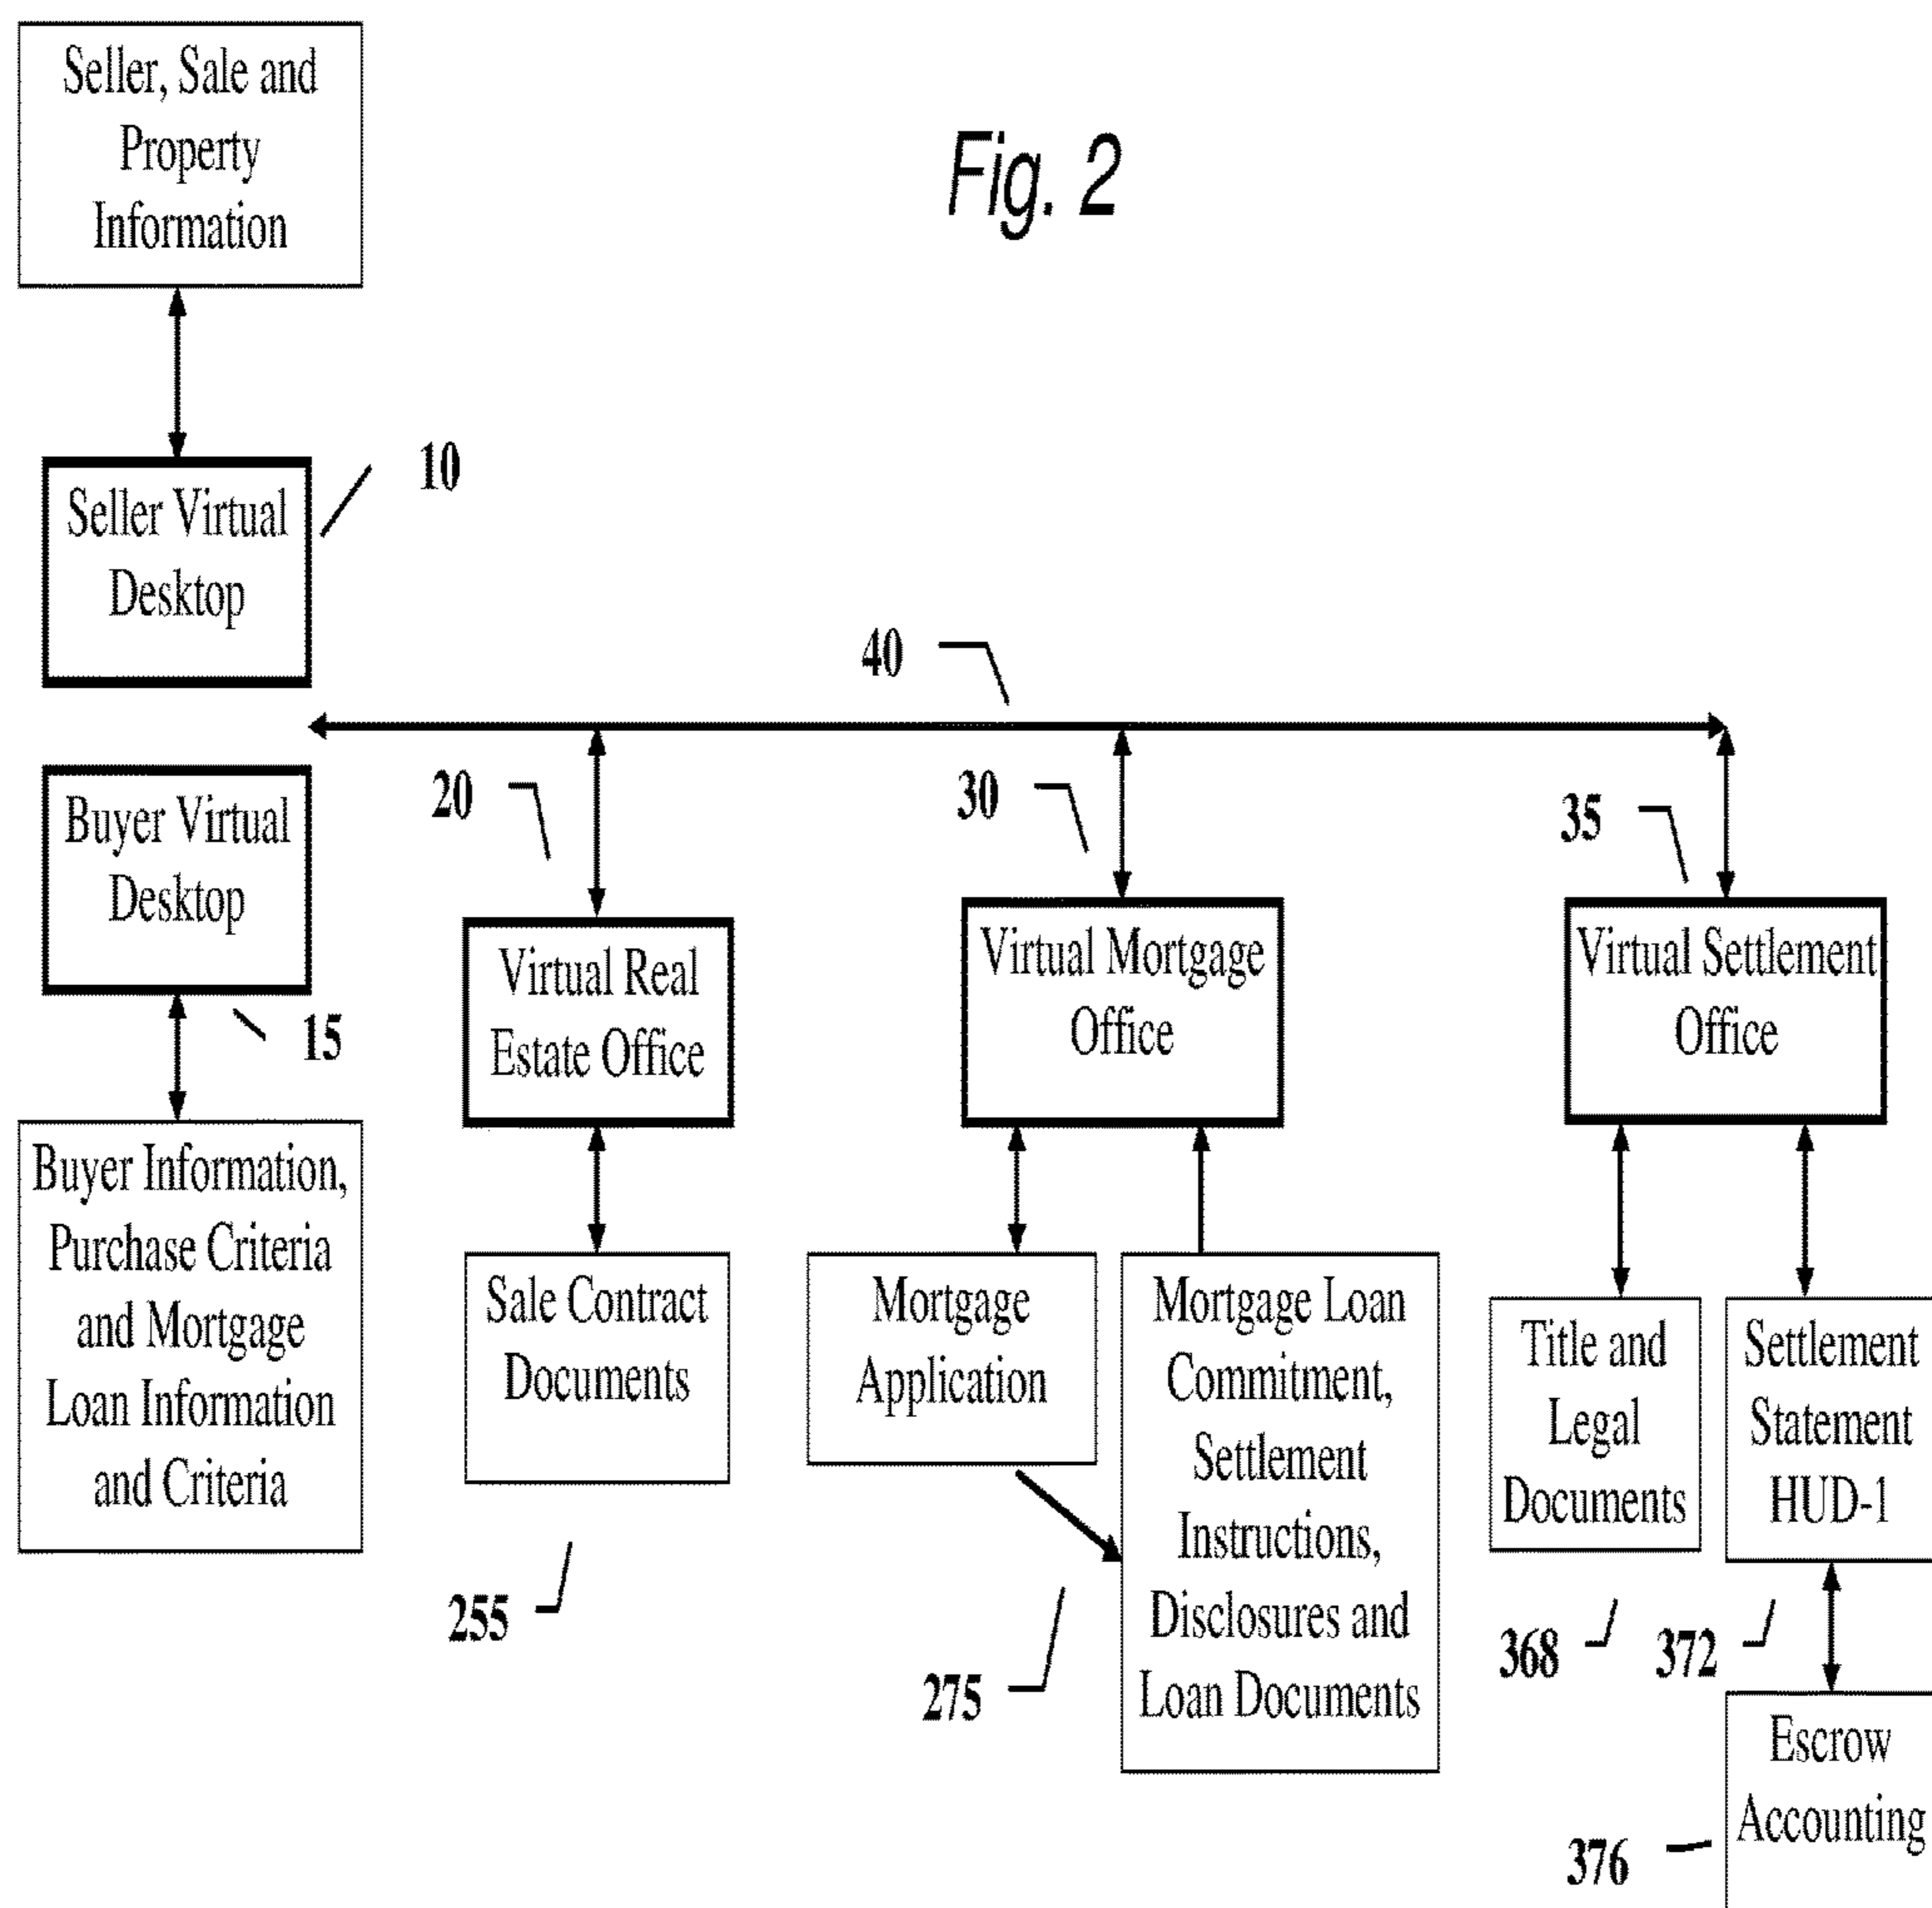 Seller, Sale and
Property
Information
Fig. 2
10
Seller Virtual
Desktop
40
20
30
35
Buyer Virtual
Desktop
15
Virtual Real
Estate Office
Virtual Mortgage
Office
Virtual Settlement
Office
Buyer Information,
Purchase Criteria
and Mortgage
Loan Information
and Criteria
Sale Contract
Documents
Mortgage
Application
Mortgage Loan
Commitment,
Settlement
Instructions,
Disclosures and
Loan Documents
Title and
Legal
Documents
Settlement
Statement
HUD-1
255
275
368
372
Escrow
Accounting
376